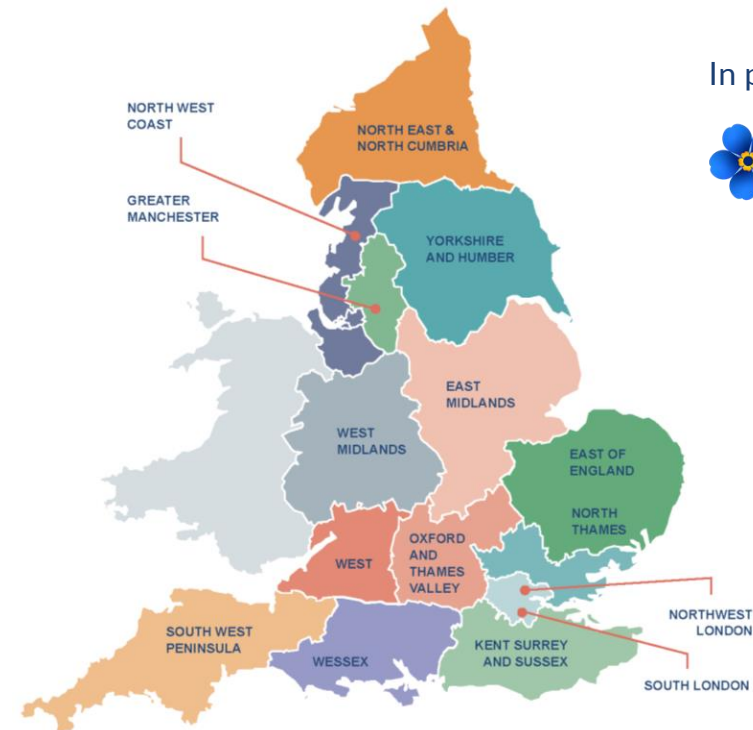 In p
NORTH WEST
COAST
NORTH EAST &
NORTH CUMBRIA
GREATER
MANCHESTER
YORKSHIRE
AND HUMBER
EAST
MIDLANDS
WEST
MIDLANDS
EAST OF
ENGLAND
NORTH
THAMES
OXFORD
AND
THAMES
VALLEY
WEST
NORTHWEST
LONDON
SOUTH WEST
PENINSULA
WESSEX
KENT SURREY
AND SUSSEX
SOUTH LONDON